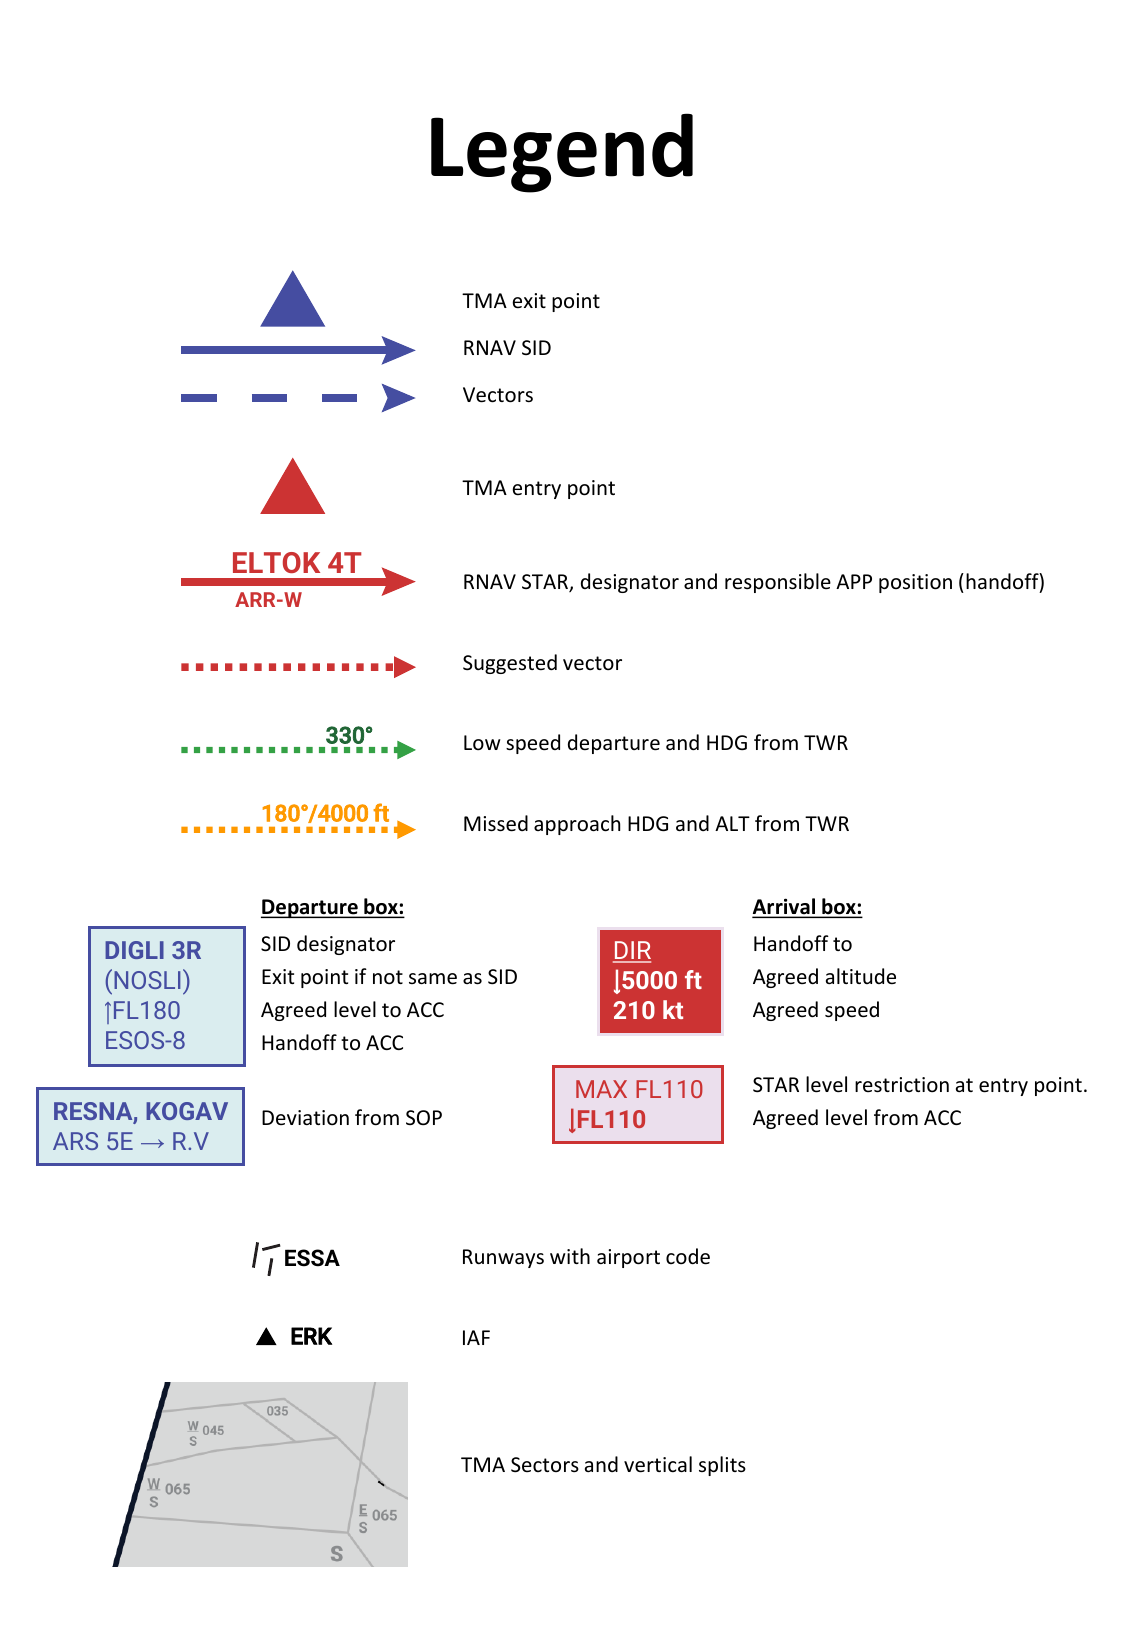 Legend
TMA exit point
RNAV SID
Vectors
TMA entry point
ELTOK 4T
ARR-W
RNAV STAR, designator and responsible APP position (handoff)
Suggested vector
330°
Low speed departure and HDG from TWR
180°/4000 ft
Missed approach HDG and ALT from TWR
Departure box:
DIGLI 3R
(NOSLI)
↑FL180
ESOS-8
SID designator
Exit point if not same as SID
Agreed level to ACC
Handoff to ACC
RESNA, KOGAV
ARS 5E → R.V
Deviation from SOP
Arrival box:
DIR
↓5000 ft
210 kt
Handoff to
Agreed altitude
Agreed speed
MAX FL110
↓FL110
STAR level restriction at entry point.
Agreed level from ACC
ESSA
Runways with airport code
ERK
IAF
035
W
S
045
W
S
065
E
S
065
S
TMA Sectors and vertical splits